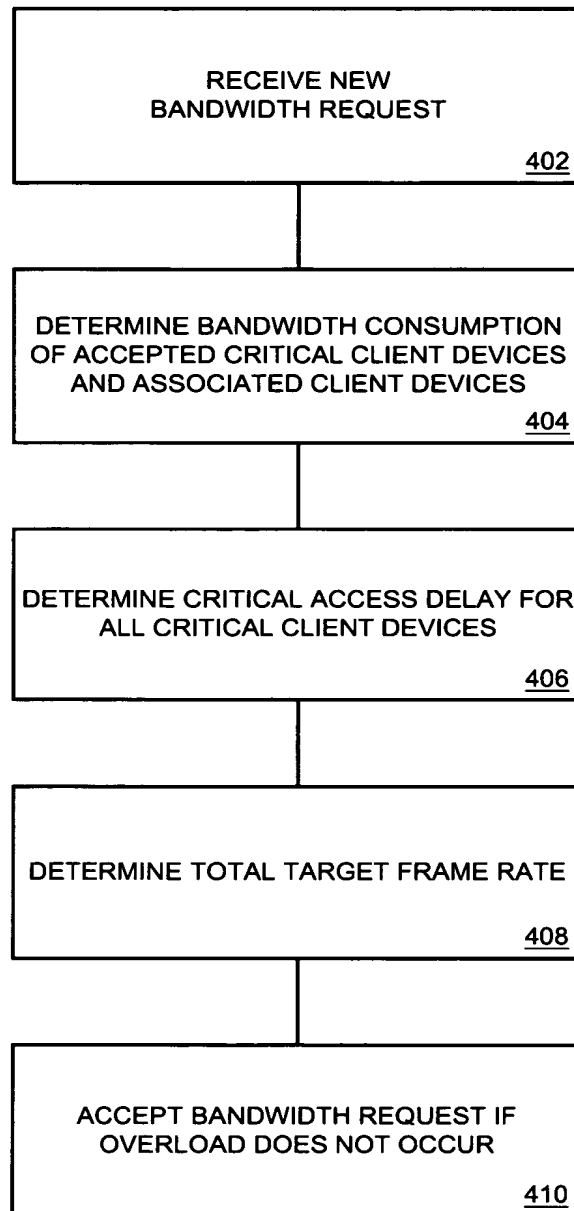 RECEIVE NEW
BANDWIDTH REQUEST
402
DETERMINE BANDWIDTH CONSUMPTION
OF ACCEPTED CRITICAL CLIENT DEVICES
AND ASSOCIATED CLIENT DEVICES
404
DETERMINE CRITICAL ACCESS DELAY FOR
ALL CRITICAL CLIENT DEVICES
406
DETERMINE TOTAL TARGET FRAME RATE
408
ACCEPT BANDWIDTH REQUEST IF
OVERLOAD DOES NOT OCCUR
410